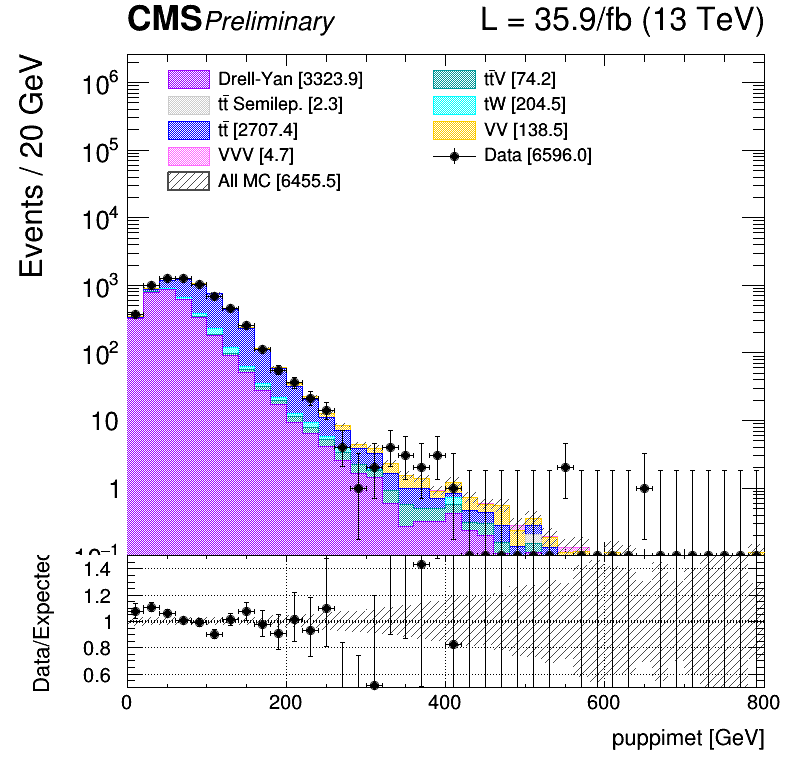 CMS Preliminary L = 35.9/fb (13 TeV)
Events / 20 GeV
Drell-Yan [3323.9]
tt̄ Semilep. [2.3]
tt̄ [2707.4]
VVV [4.7]
All MC [6455.5]
tt̄V [74.2]
tW [204.5]
VV [138.5]
Data [6596.0]
10⁶
10⁵
10⁴
10³
10²
10
1
10⁻¹
Data/Expected
1.4
1.2
1
0.8
0.6
0 200 400 600 800
puppimet [GeV]